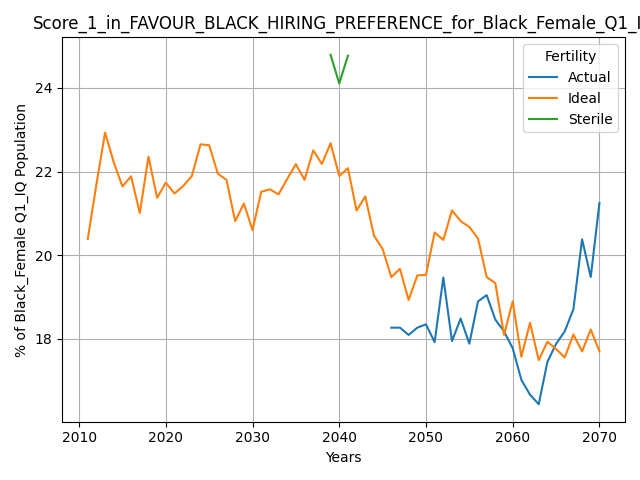 Score_1_in_FAVOUR_BLACK_HIRING_PREFERENCE_for_Black_Female_Q1_I
Fertility
Actual
Ideal
Sterile
% of Black_Female Q1_IQ Population
24
22
20
18
2010 2020 2030 2040 2050 2060 2070
Years